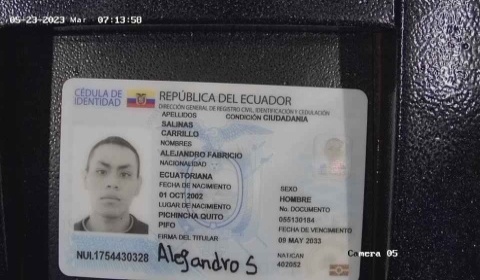 05-23-2023 Mar 07:13:50
CÉDULA DE IDENTIDAD
REPÚBLICA DEL ECUADOR
DIRECCIÓN GENERAL DE REGISTRO CIVIL, IDENTIFICACIÓN Y CEDULACIÓN
APELLIDOS CONDICIÓN CIUDADANIA
SALINAS
CARRILLO
NOMBRES
ALEJANDRO FABRICIO
NACIONALIDAD
ECUATORIANA
FECHA DE NACIMIENTO
01 OCT 2002
LUGAR DE NACIMIENTO
PICHINCHA QUITO
PIFO
FIRMA DEL TITULAR
Alejandro S
SEXO
HOMBRE
No. DOCUMENTO
055130184
FECHA DE VENCIMIENTO
09 MAY 2033
NAT/CAN
402052
NUI.1754430328
Camera 05